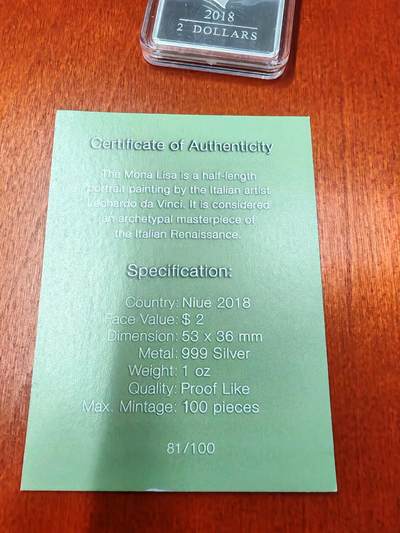 2018
2 DOLLARS
Certificate of Authenticity
The Mona Lisa is a half-length
portrait painting by the Italian artist
Leonardo da Vinci. It is considered
an archetypal masterpiece of
the Italian Renaissance.
Specification:
Country: Niue 2018
Face Value: $ 2
Dimension: 53 x 36 mm
Metal: 999 Silver
Weight: 1 oz
Quality: Proof Like
Max. Mintage: 100 pieces
81/100